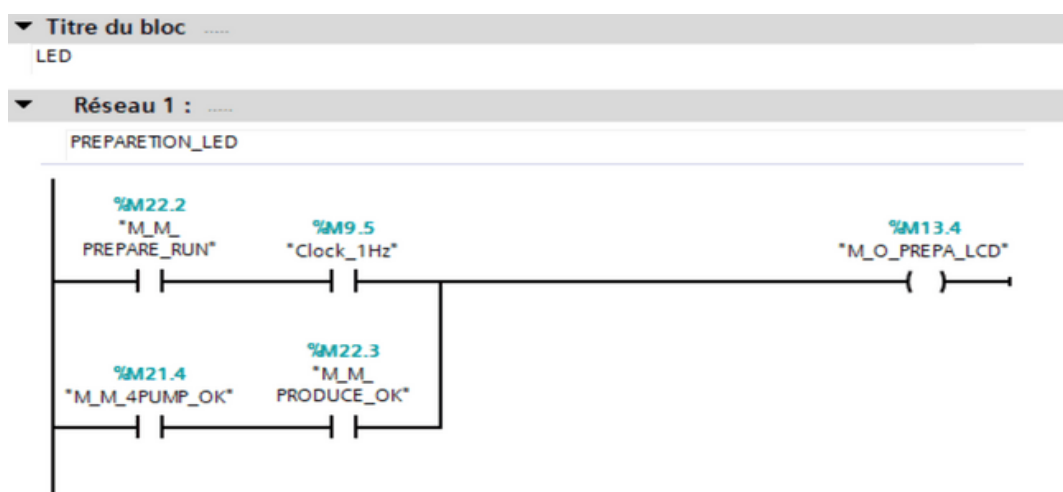 Titre du bloc .....
LED
Réseau 1 : .....
PREPARETION_LED
%M22.2
"M_M_
PREPARE_RUN"
%M9.5
"Clock_1Hz"
%M13.4
"M_O_PREPA_LCD"
%M21.4
"M_M_4PUMP_OK"
%M22.3
"M_M_
PRODUCE_OK"